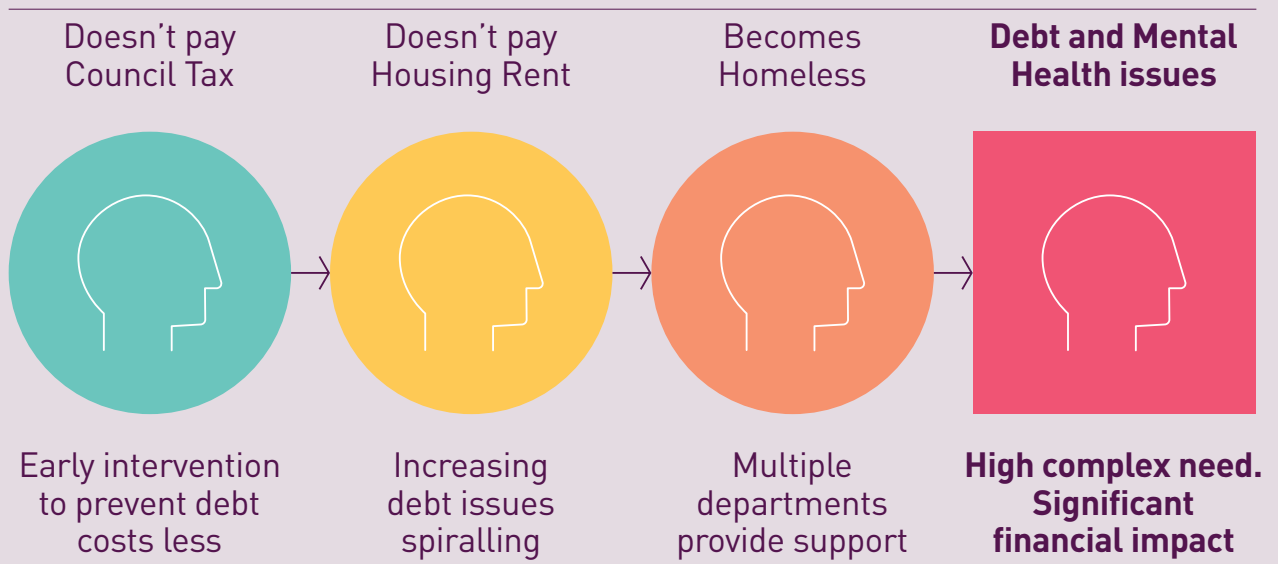 Doesn’t pay
Council Tax
Doesn’t pay
Housing Rent
Becomes
Homeless
Debt and Mental
Health issues
Early intervention
to prevent debt
costs less
Increasing
debt issues
spiralling
Multiple
departments
provide support
High complex need.
Significant
financial impact